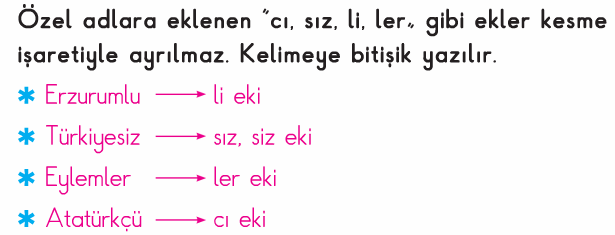 Özel adlara eklenen “cı, sız, li, ler„ gibi ekler kesme
işaretiyle ayrılmaz. Kelimeye bitişik yazılır.
* Erzurumlu → li eki
* Türkiyesiz → sız, siz eki
* Eylemler → ler eki
* Atatürkçü → cı eki